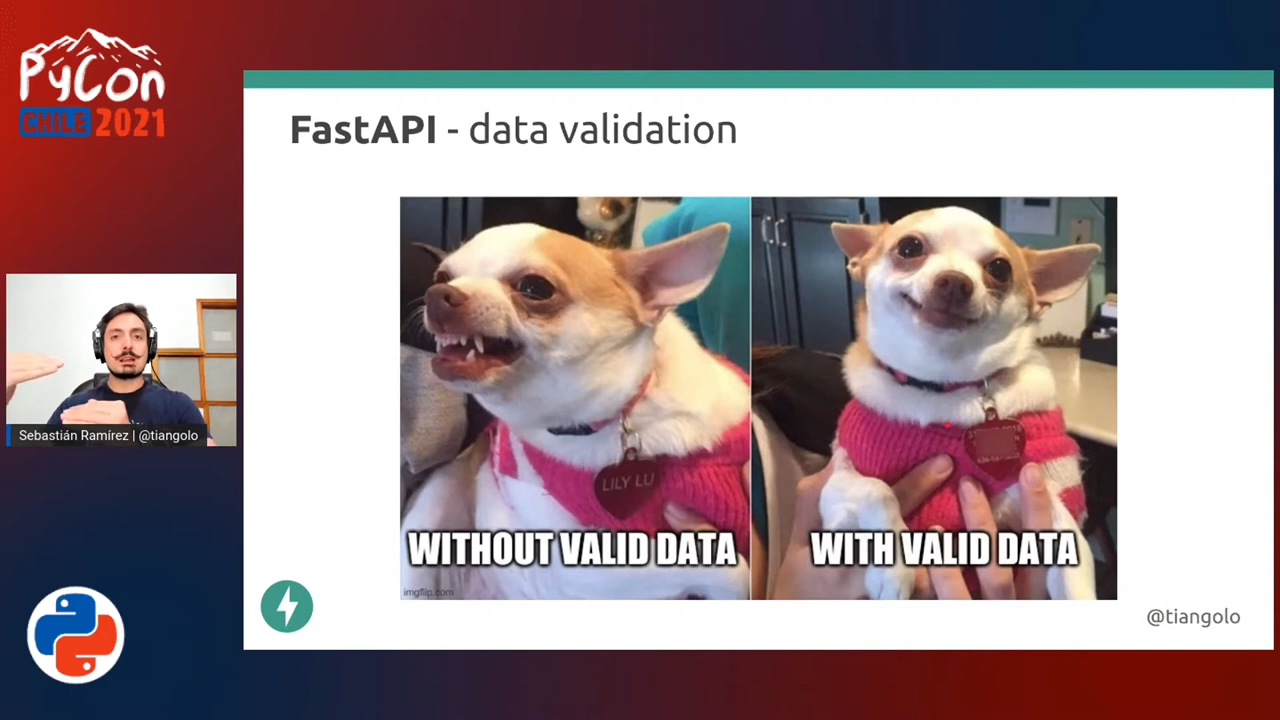 PyCon
CHILE 2021
FastAPI - data validation
LILY LU
WITHOUT VALID DATA
WITH VALID DATA
imgflip.com
Sebastián Ramírez | @tiangolo
@tiangolo